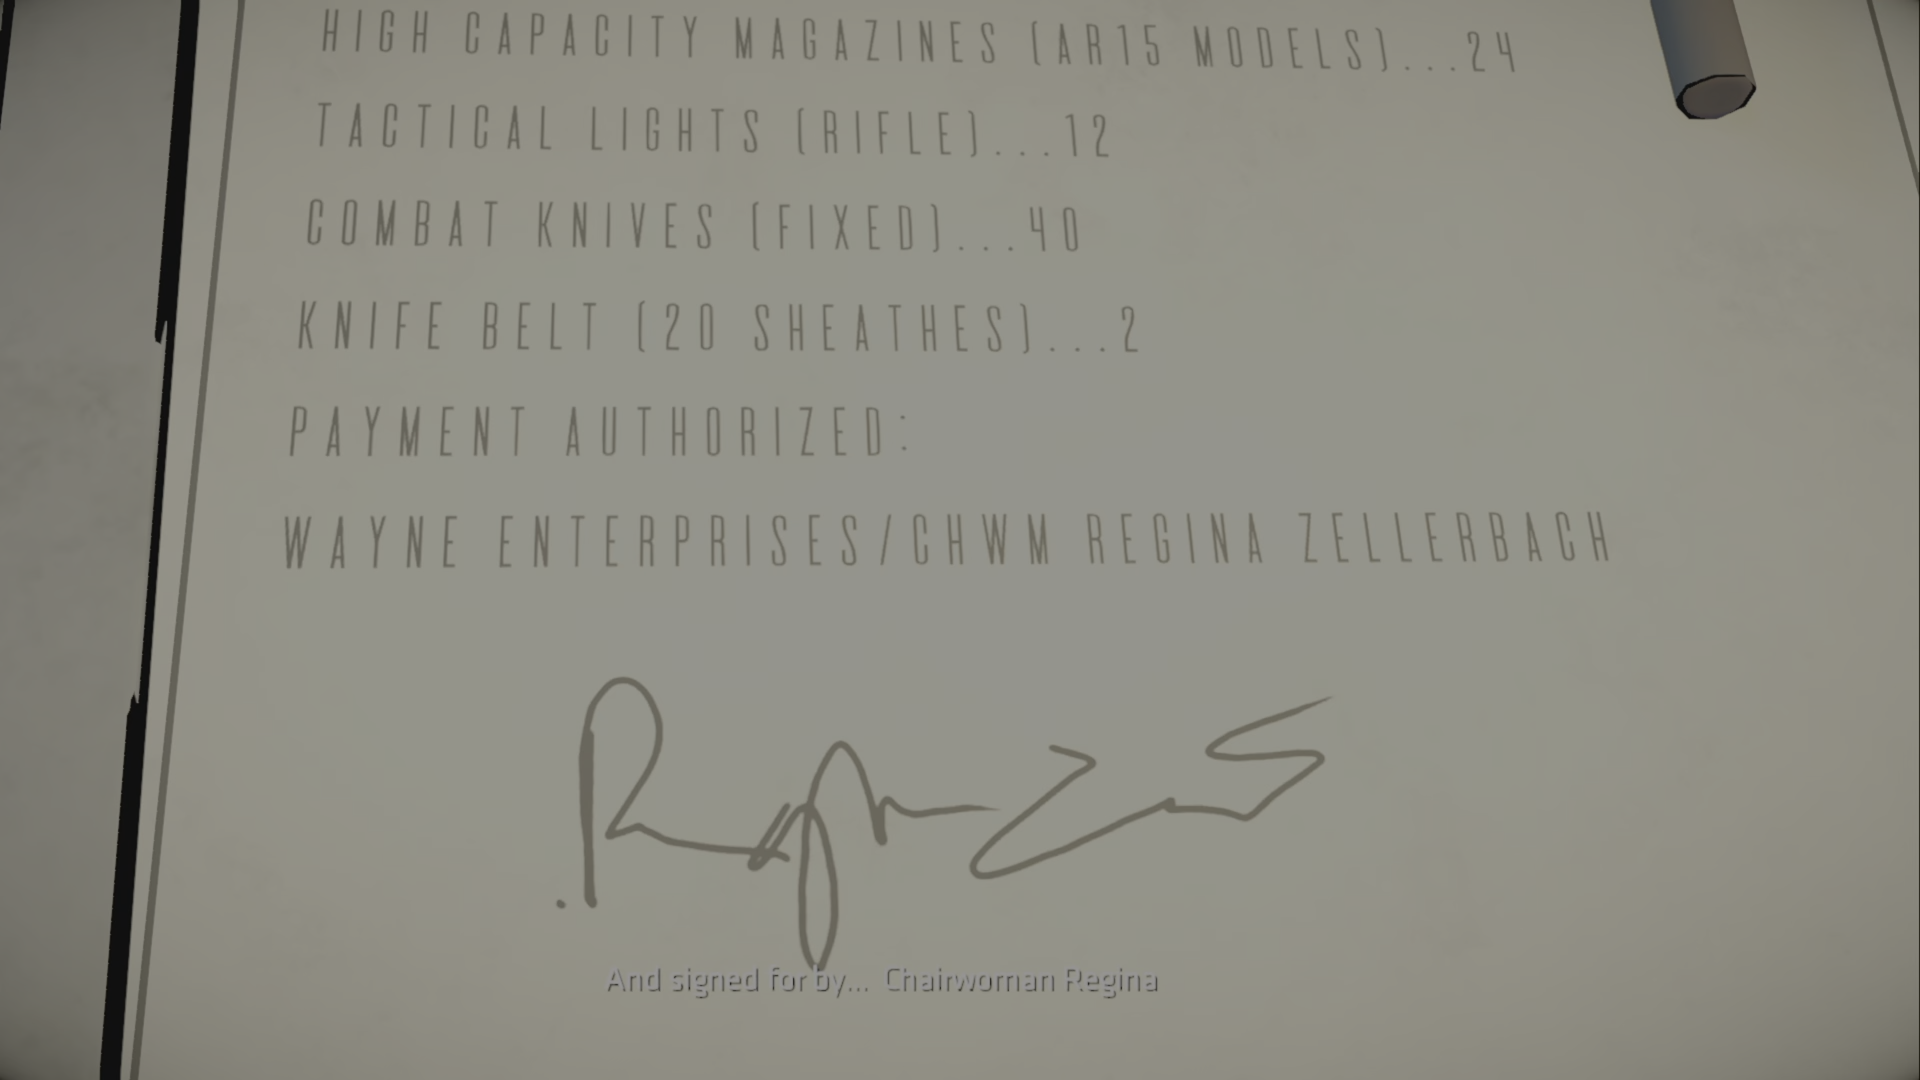 HIGH CAPACITY MAGAZINES (AR15 MODELS)...24
TACTICAL LIGHTS (RIFLE)...12
COMBAT KNIVES (FIXED)...40
KNIFE BELT (20 SHEATHES)...2
PAYMENT AUTHORIZED:
WAYNE ENTERPRISES/CHWM REGINA ZELLERBACH
And signed for by... Chairwoman Regina